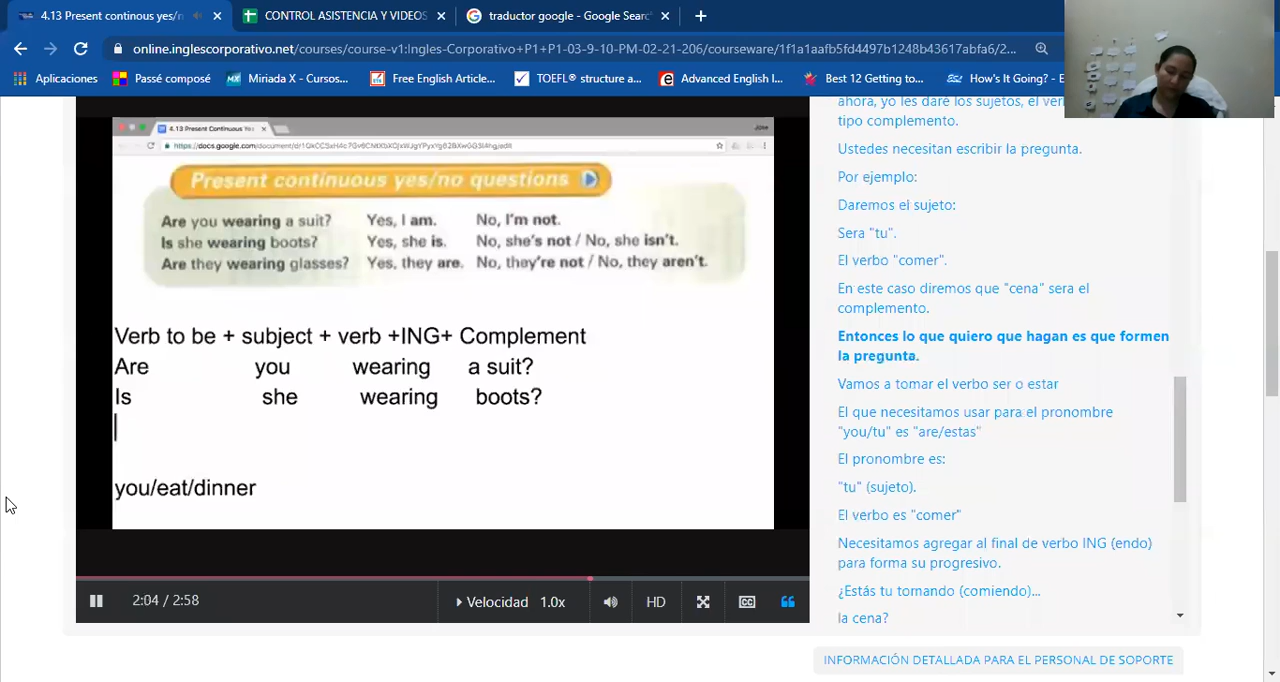 4.13 Present continous yes/n
CONTROL ASISTENCIA Y VIDEOS
traductor google - Google Searc
online.inglescorporativo.net/courses/course-v1:Ingles-Corporativo+P1+P1-03-9-10-PM-02-21-206/courseware/1f1a1aafb5fd4497b1248b43617abfa6/2...
Aplicaciones
Passé composé
Miriada X - Cursos...
Free English Article...
TOEFL® structure a...
Advanced English l...
Best 12 Getting to...
How's It Going? - E
4.13 Present Continuous Yes
Present continuous yes/no questions
Are you wearing a suit? Yes, I am. No, I'm not.
Is she wearing boots? Yes, she is. No, she's not / No, she isn't.
Are they wearing glasses? Yes, they are. No, they're not / No, they aren't.
Verb to be + subject + verb +ING+ Complement
Are you wearing a suit?
Is she wearing boots?
you/eat/dinner
2:04 / 2:58
Velocidad 1.0x
HD
CC
ahora, yo les daré los sujetos, el verb
tipo complemento.
Ustedes necesitan escribir la pregunta.
Por ejemplo:
Daremos el sujeto:
Sera "tu".
El verbo "comer".
En este caso diremos que "cena" sera el
complemento.
Entonces lo que quiero que hagan es que formen
la pregunta.
Vamos a tomar el verbo ser o estar
El que necesitamos usar para el pronombre
"you/tu" es "are/estas"
El pronombre es:
"tu" (sujeto).
El verbo es "comer"
Necesitamos agregar al final de verbo ING (endo)
para forma su progresivo.
¿Estás tu tomando (comiendo)...
la cena?
INFORMACIÓN DETALLADA PARA EL PERSONAL DE SOPORTE